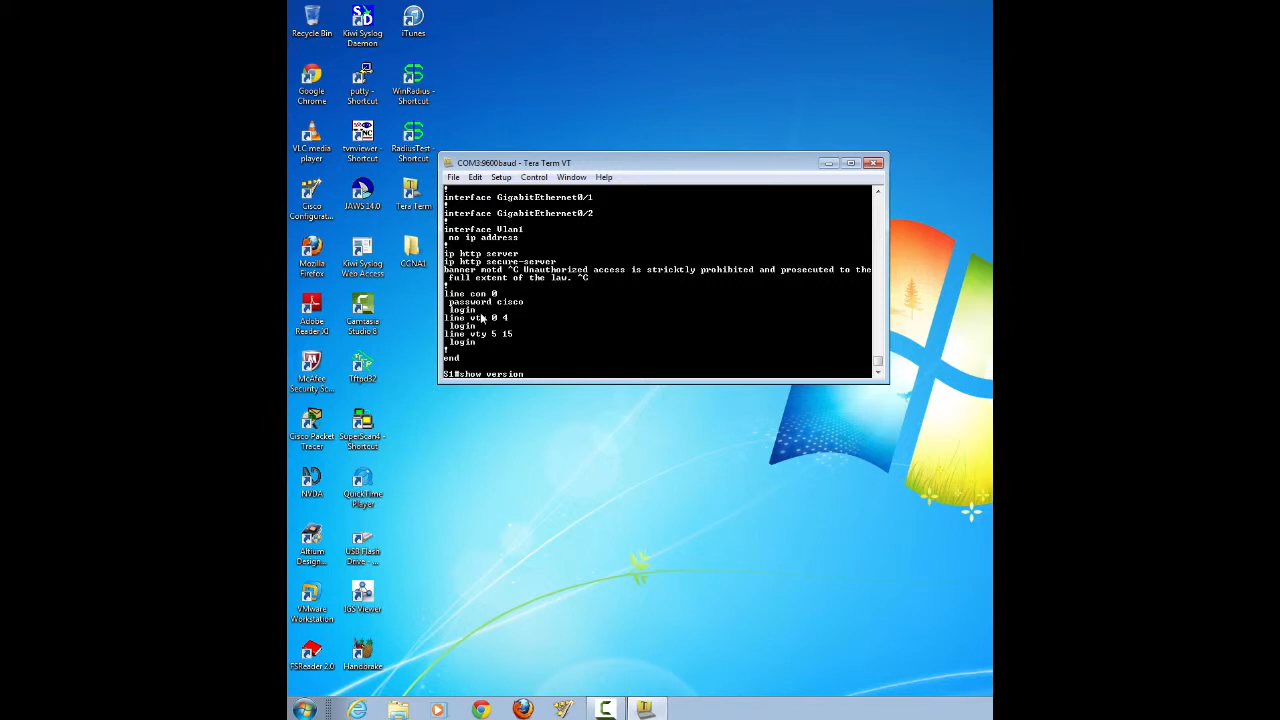 Recycle Bin
Kiwi Syslog
Daemon
iTunes
Google
Chrome
putty -
Shortcut
WinRadius -
Shortcut
VLC media
player
tvnviewer -
Shortcut
RadiusTest -
Shortcut
Cisco
Configurat...
JAWS 14.0
Tera Term
Mozilla
Firefox
Kiwi Syslog
Web Access
CCNA1
Adobe
Reader XI
Camtasia
Studio 8
McAfee
Security Sc...
Tftpd32
Cisco Packet
Tracer
SuperScan4 -
Shortcut
NVDA
QuickTime
Player
Altium
Design...
USB Flash
Drive - ...
VMware
Workstation
IGS Viewer
FSReader 2.0
Handbrake
COM3:9600baud - Tera Term VT
File Edit Setup Control Window Help
!
interface GigabitEthernet0/1
!
interface GigabitEthernet0/2
!
interface Vlan1
no ip address
!
ip http server
ip http secure-server
banner motd ^C Unauthorized access is stricktly prohibited and prosecuted to the
full extent of the law. ^C
!
line con 0
password cisco
login
line vty 0 4
login
line vty 5 15
login
!
end
S1#show version